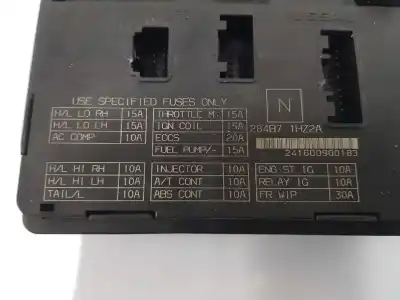 USE SPECIFIED FUSES ONLY
H/L LO RH 15A THROTTLE M 15A
H/L LO LH 15A IGN COIL 15A
AC COMP 10A ECCS 20A
FUEL PUMP/- 15A
N
284B7 1HZ2A
241600900183
H/L HI RH 10A INJECTOR 10A ENG ST IG 10A
H/L HI LH 10A A/T CONT 10A RELAY IG 10A
TAIL/L 10A ABS CONT 10A FR WIP 30A